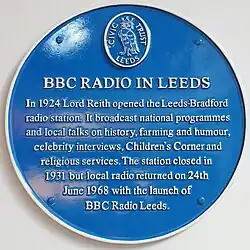 CIVIC TRUST
LEEDS
BBC RADIO IN LEEDS
In 1924 Lord Reith opened the Leeds-Bradford
radio station. It broadcast national programmes
and local talks on history, farming and humour,
celebrity interviews, Children's Corner and
religious services. The station closed in
1931 but local radio returned on 24th
June 1968 with the launch of
BBC Radio Leeds.